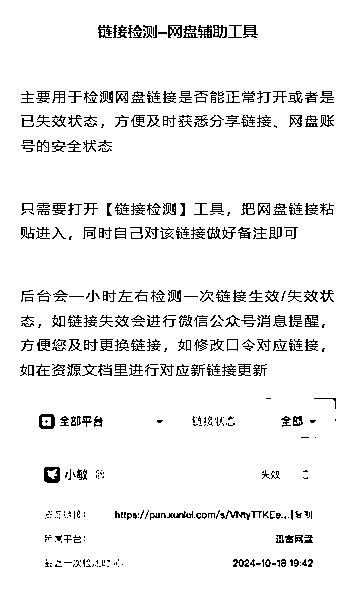 链接检测-网盘辅助工具
主要用于检测网盘链接是否能正常打开或者是
已失效状态，方便及时获悉分享链接、网盘账
号的安全状态
只需要打开【链接检测】工具，把网盘链接粘
贴进入，同时自己对该链接做好备注即可
后台会一小时左右检测一次链接生效/失效状
态，如链接失效会进行微信公众号消息提醒，
方便您及时更换链接，如修改口令对应链接，
如在资源文档里进行对应新链接更新
全部平台 链接状态 全部
小敏 失效
https://pan.xunlei.com/s/VNtyTTKEe...[复制
所属平台: 迅雷网盘
最近一次检测时间: 2024-10-18 19:42